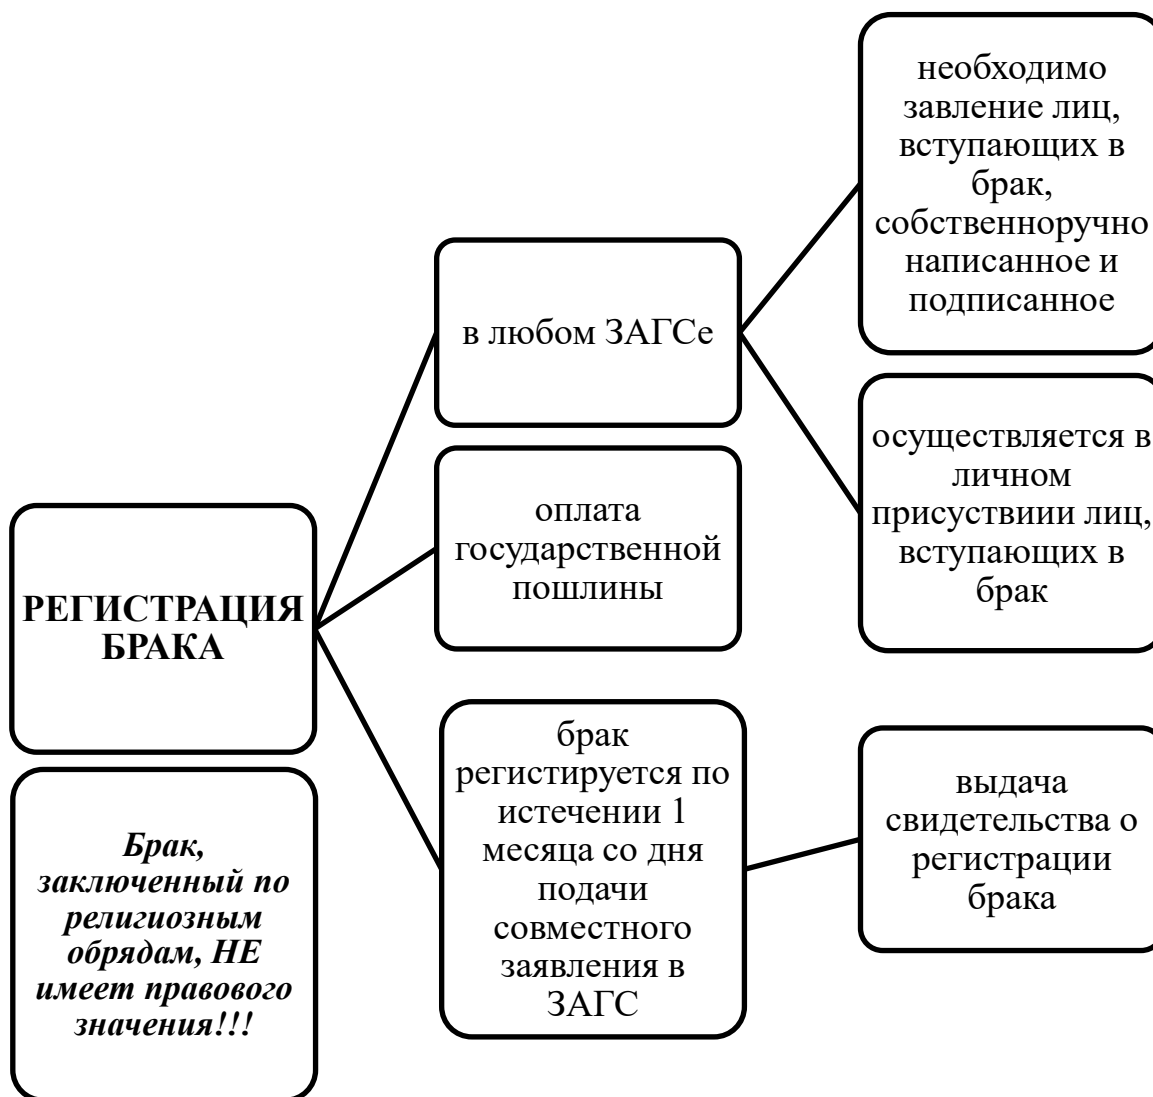 РЕГИСТРАЦИЯ
БРАКА
Брак,
заключенный по
религиозным
обрядам, НЕ
имеет правового
значения!!!
в любом ЗАГСе
оплата
государственной
пошлины
брак
региструется по
истечении 1
месяца со дня
подачи
совместного
заявления в
ЗАГС
необходимо
завление лиц,
вступающих в
брак,
собственноручно
написанное и
подписанное
осуществляется в
личном
присуствиии лиц,
вступающих в
брак
выдача
свидетельства о
регистрации
брака